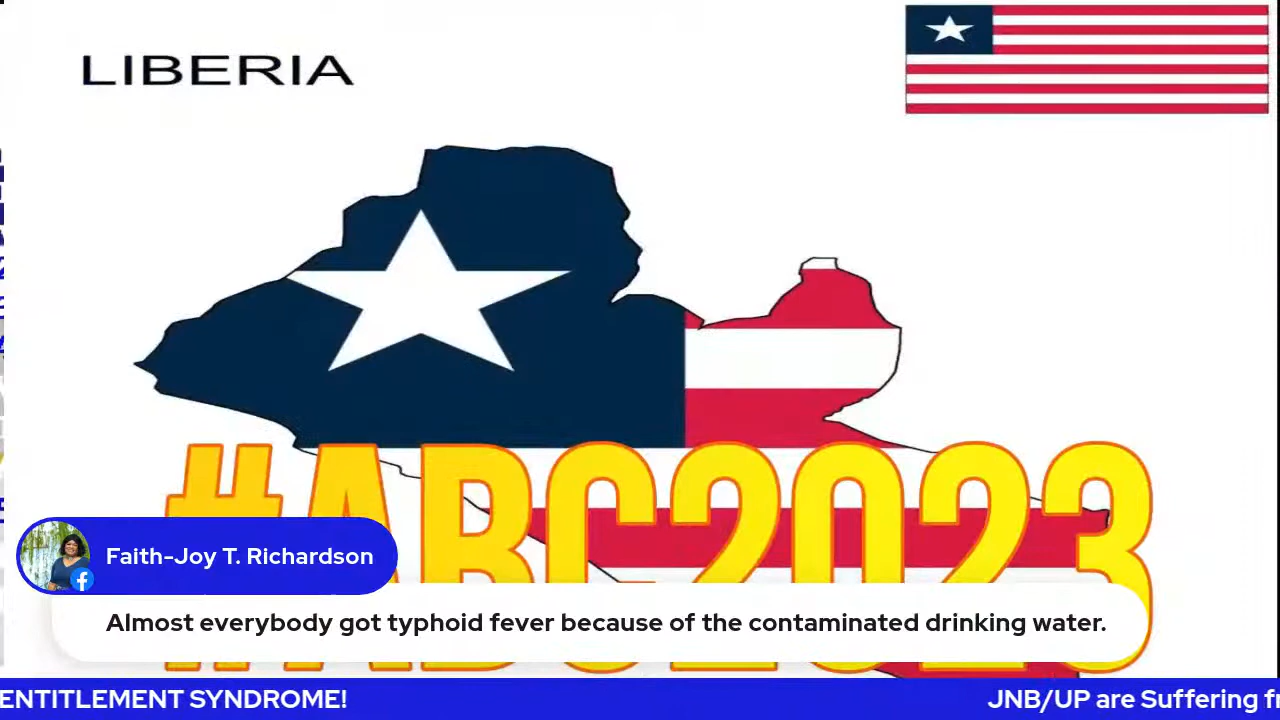 LIBERIA
#ABC2023
Faith-Joy T. Richardson
Almost everybody got typhoid fever because of the contaminated drinking water.
ENTITLEMENT SYNDROME!
JNB/UP are Suffering